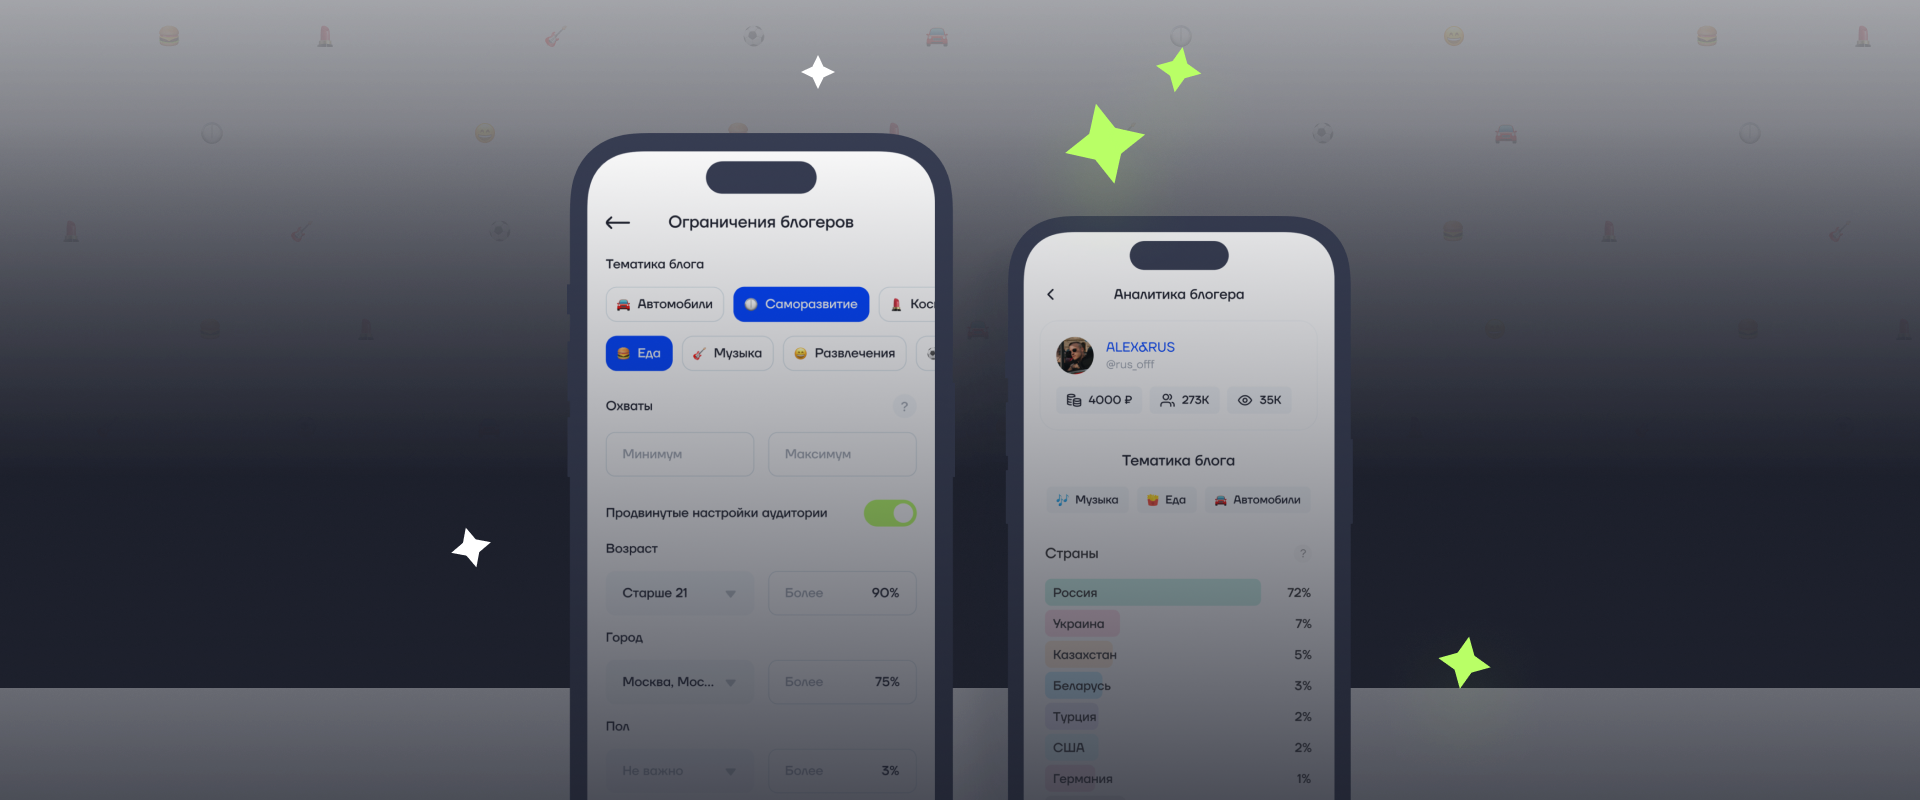 Ограничения блогеров
Тематика блога
Автомобили
Саморазвитие
Кос
Еда
Музыка
Развлечения
Охваты
?
Минимум
Максимум
Продвинутые настройки аудитории
Возраст
Старше 21
Более
90%
Город
Москва, Мос...
Более
75%
Пол
Не важно
Более
3%
Аналитика блогера
ALEX&RUS
@rus_offf
4000 ₽
273K
35K
Тематика блога
Музыка
Еда
Автомобили
Страны
?
Россия
72%
Украина
7%
Казахстан
5%
Беларусь
3%
Турция
2%
США
2%
Германия
1%